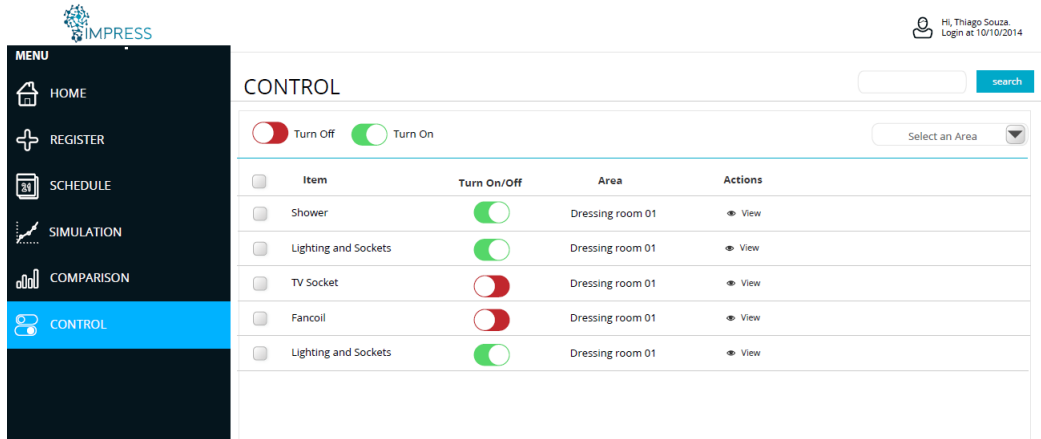 IMPRESS
Hi, Thiago Souza.
Login at 10/10/2014
MENU
HOME
REGISTER
SCHEDULE
SIMULATION
COMPARISON
CONTROL
CONTROL
search
Turn Off Turn On
Select an Area
Item Turn On/Off Area Actions
Shower Dressing room 01 View
Lighting and Sockets Dressing room 01 View
TV Socket Dressing room 01 View
Fancoil Dressing room 01 View
Lighting and Sockets Dressing room 01 View